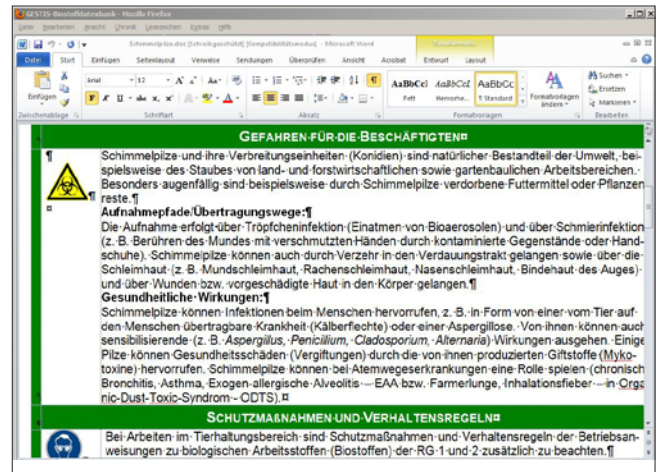 GESTIS-Biostoffdatenbank - Mozilla Firefox
Datei Bearbeiten Ansicht Chronik Lesezeichen Extras Hilfe
Schimmelpilze.doc [Schreibgeschützt] [Kompatibilitätsmodus] - Microsoft Word
Datei Start Einfügen Seitenlayout Verweise Sendungen Überprüfen Ansicht Acrobat Entwurf Layout
Arial 12
Suchen
Ersetzen
Markieren
Einfügen
F K U abc x, x²
AaBbCcI AaBbCcI AaBbCc
Fett Hervorhe... ¶ Standard
Formatvorlagen ändern
Zwischenablage Schriftart Absatz Formatvorlagen Bearbeiten
GEFAHREN·FÜR·DIE·BESCHÄFTIGTEN¤
¶ Schimmelpilze·und·ihre·Verbreitungseinheiten·(Konidien)·sind·natürlicher·Bestandteil·der·Umwelt,·bei-
spielsweise·des·Staubes·von·land-·und·forstwirtschaftlichen·sowie·gartenbaulichen·Arbeitsbereichen.·
Besonders·augenfällig·sind·beispielsweise·durch·Schimmelpilze·verdorbene·Futtermittel·oder·Pflanzen
¶ reste.¶
¤ Aufnahmepfade/Übertragungswege:¶
Die·Aufnahme·erfolgt·über·Tröpfcheninfektion·(Einatmen·von·Bioaerosolen)·und·über·Schmierinfektion
(z.·B.·Berühren·des·Mundes·mit·verschmutzten·Händen·durch·kontaminierte·Gegenstände·oder·Hand-
schuhe).·Schimmelpilze·können·auch·durch·Verzehr·in·den·Verdauungstrakt·gelangen·sowie·über·die·
Schleimhaut·(z.·B.·Mundschleimhaut,·Rachenschleimhaut,·Nasenschleimhaut,·Bindehaut·des·Auges)·
und·über·Wunden·bzw.·vorgeschädigte·Haut·in·den·Körper·gelangen.¶
Gesundheitliche·Wirkungen:¶
Schimmelpilze·können·Infektionen·beim·Menschen·hervorrufen,·z.·B.·in·Form·von·einer·vom·Tier·auf·
den·Menschen·übertragbare·Krankheit·(Kälberflechte)·oder·einer·Aspergillose.·Von·ihnen·können·auch
sensibilisierende·(z.·B.·Aspergillus,·Penicillium,·Cladosporium,·Alternaria)·Wirkungen·ausgehen.·Einige
Pilze·können·Gesundheitsschäden·(Vergiftungen)·durch·die·von·ihnen·produzierten·Giftstoffe·(Myko-
toxine)·hervorrufen.·Schimmelpilze·können·bei·Atemwegeserkrankungen·eine·Rolle·spielen·(chronisch
Bronchitis,·Asthma,·Exogen·allergische·Alveolitis·–·EAA·bzw.·Farmerlunge,·Inhalationsfieber·–·in·Orga
nic-Dust-Toxic-Syndrom·-·ODTS).¤
SCHUTZMAßNAHMEN·UND·VERHALTENSREGELN¤
Bei·Arbeiten·im·Tierhaltungsbereich·sind·Schutzmaßnahmen·und·Verhaltensregeln·der·Betriebsan-
weisungen·zu·biologischen·Arbeitsstoffen·(Biostoffen)·der·RG·1·und·2·zusätzlich·zu·beachten.¶